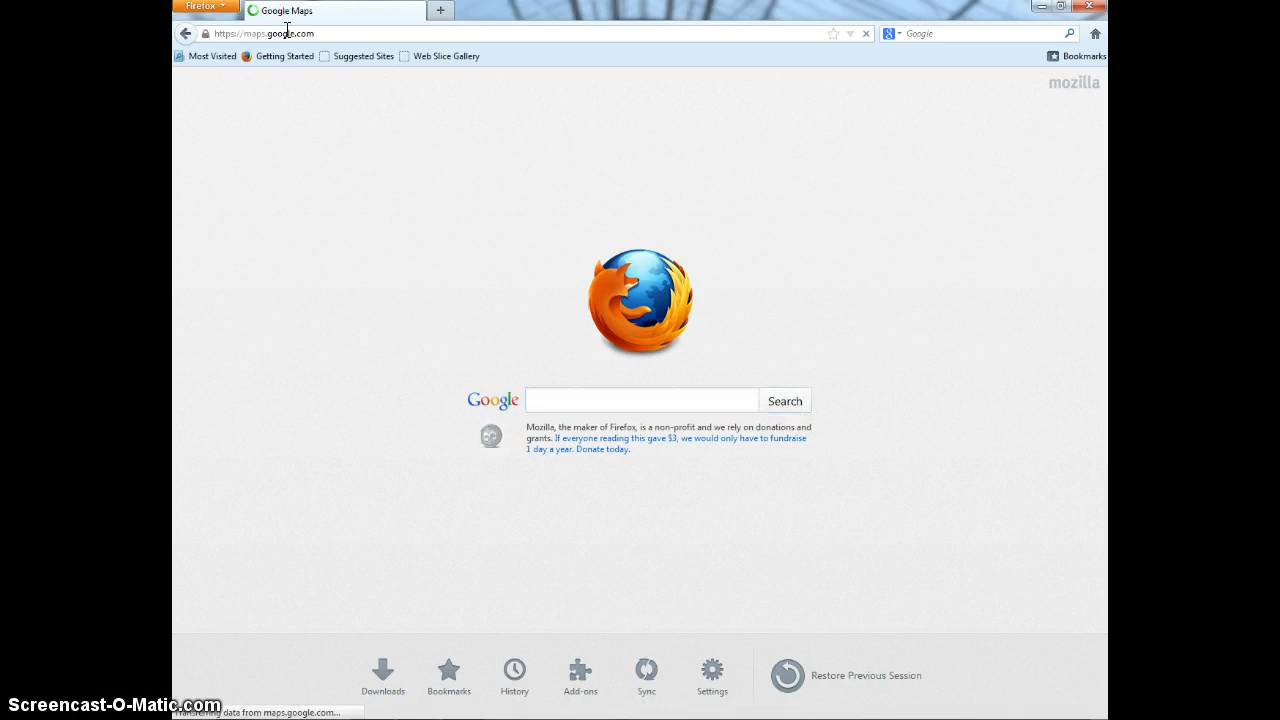 Firefox
Google Maps
https://maps.google.com
Google
Most Visited
Getting Started
Suggested Sites
Web Slice Gallery
Bookmarks
mozilla
Google
Search
Mozilla, the maker of Firefox, is a non-profit and we rely on donations and
grants. If everyone reading this gave $3, we would only have to fundraise
1 day a year. Donate today.
Downloads
Bookmarks
History
Add-ons
Sync
Settings
Restore Previous Session
Screencast-O-Matic.com
Transferring data from maps.google.com...